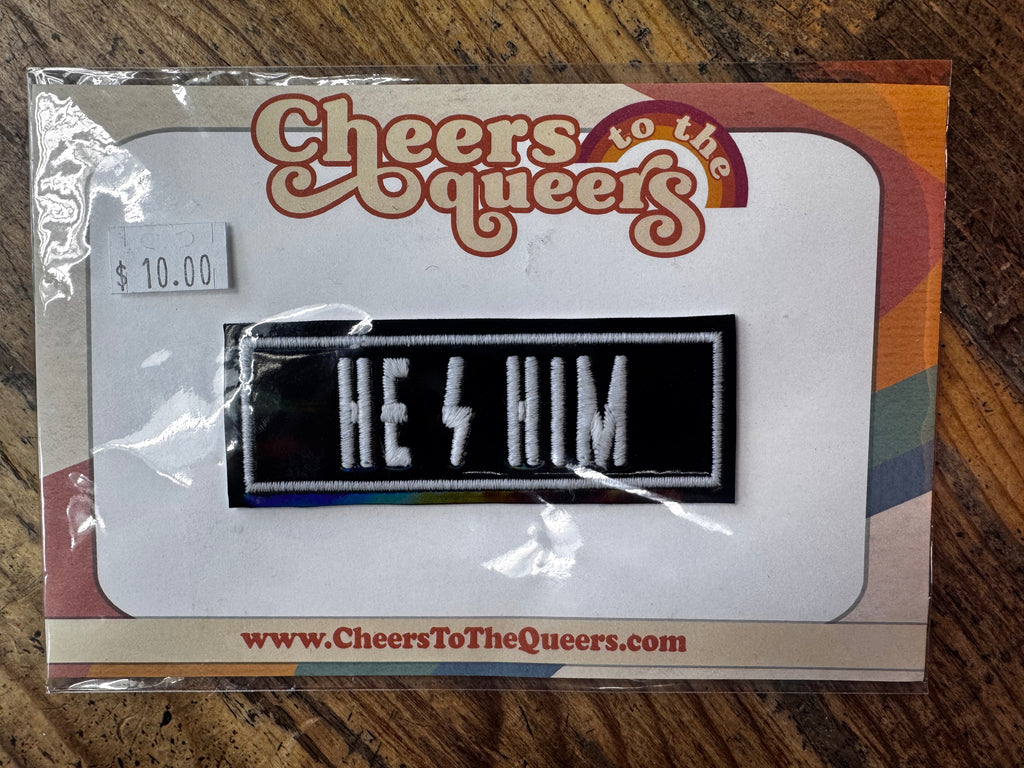 Cheers to the
queers
$ 10.00
HE HIM
www.CheersToTheQueers.com